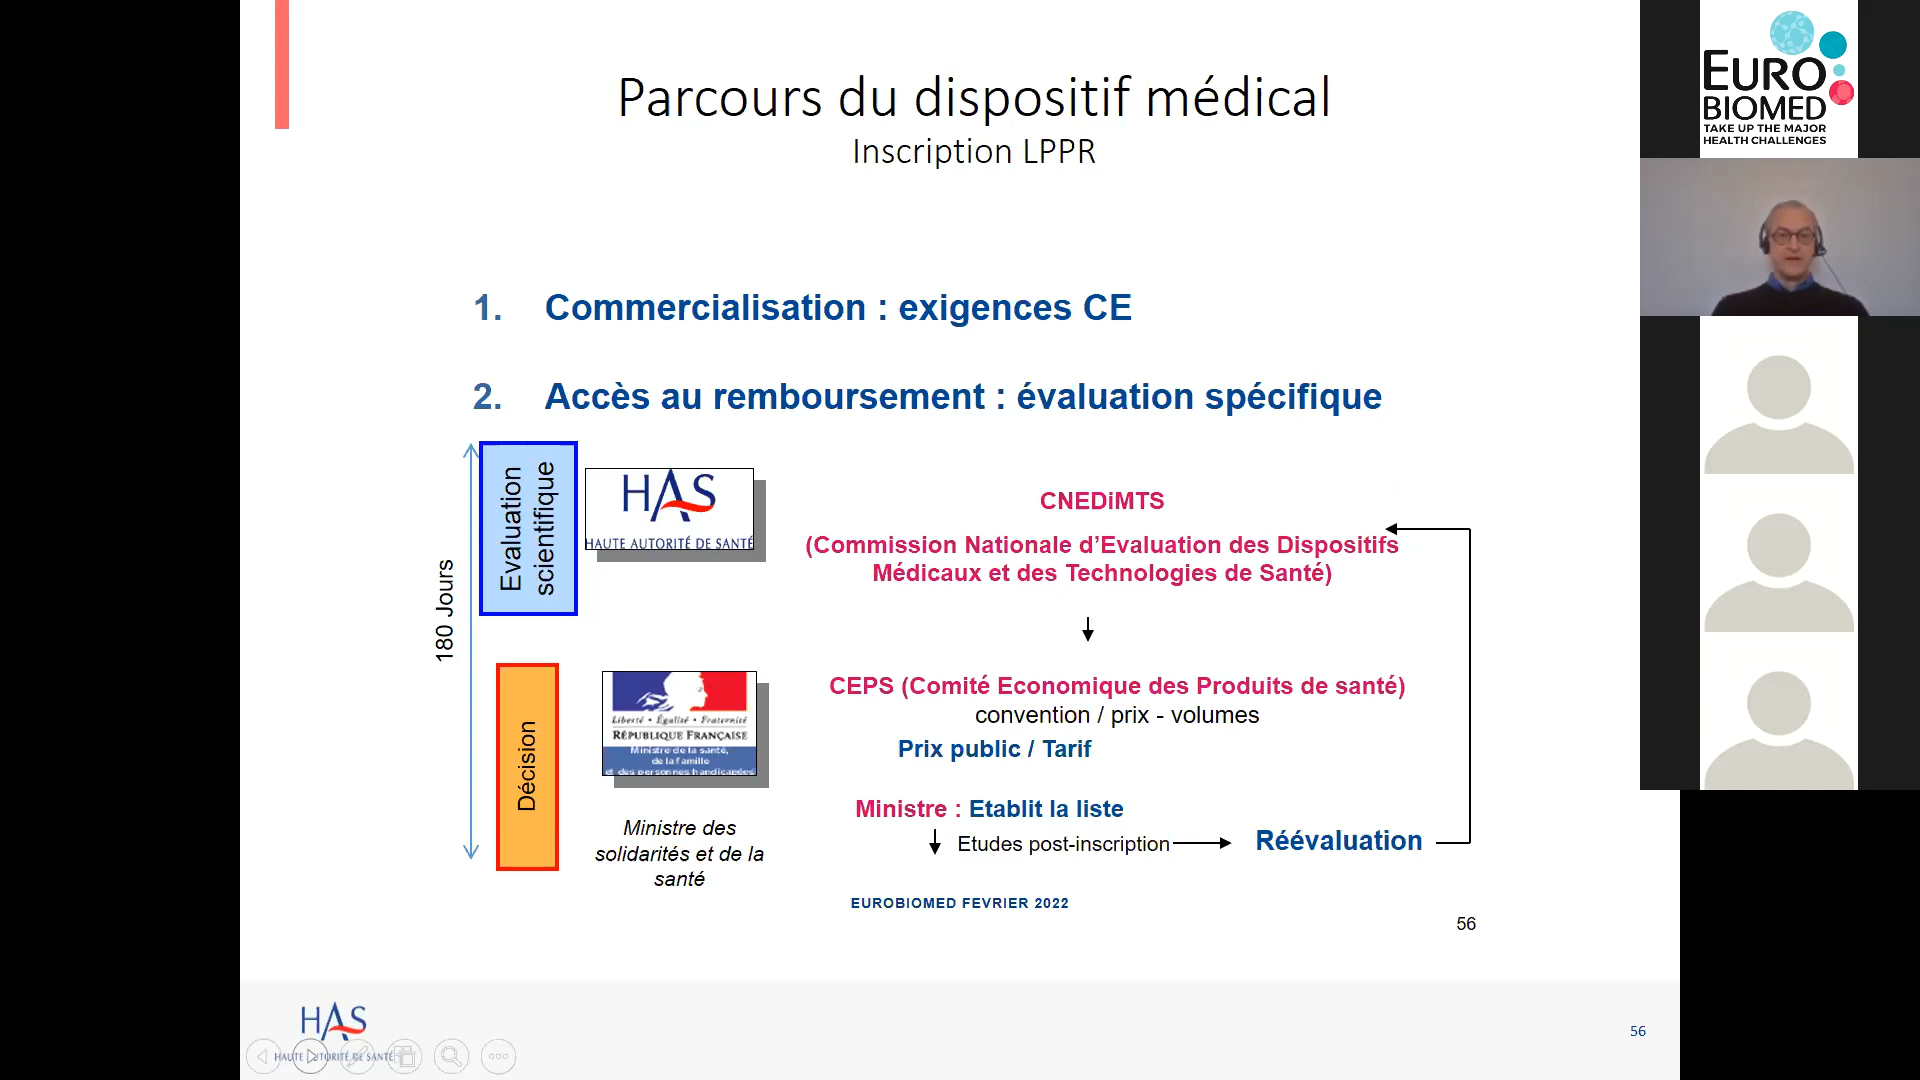 Parcours du dispositif médical
Inscription LPPR
1. Commercialisation : exigences CE
2. Accès au remboursement : évaluation spécifique
180 Jours
Evaluation
scientifique
HAS
HAUTE AUTORITÉ DE SANTÉ
CNEDiMTS
(Commission Nationale d’Evaluation des Dispositifs
Médicaux et des Technologies de Santé)
Décision
Liberté • Égalité • Fraternité
RÉPUBLIQUE FRANÇAISE
Ministre de la santé,
de la famille
et des personnes handicapées
Ministre des
solidarités et de la
santé
CEPS (Comité Economique des Produits de santé)
convention / prix - volumes
Prix public / Tarif
Ministre : Etablit la liste
Etudes post-inscription
Réévaluation
EUROBIOMED FEVRIER 2022
56
HAS
HAUTE AUTORITÉ DE SANTÉ
56
EURO
BIOMED
TAKE UP THE MAJOR
HEALTH CHALLENGES